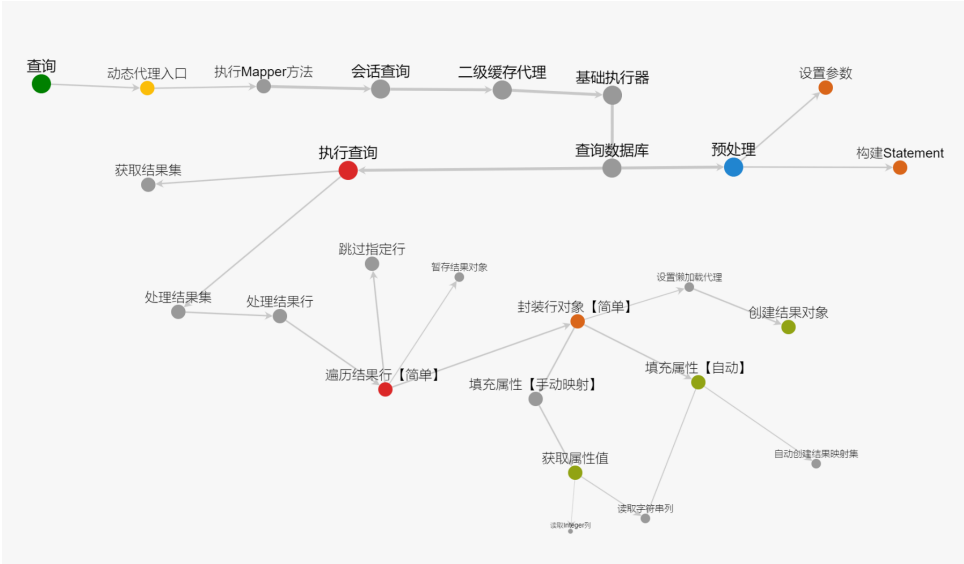 查询
动态代理入口
执行Mapper方法
会话查询
二级缓存代理
基础执行器
设置参数
获取结果集
执行查询
查询数据库
预处理
构建Statement
跳过指定行
暂存结果对象
处理结果集
处理结果行
设置懒加载代理
封装行对象【简单】
创建结果对象
遍历结果行【简单】
填充属性【手动映射】
填充属性【自动】
获取属性值
自动创建结果映射集
读取字符串列
读取Integer列